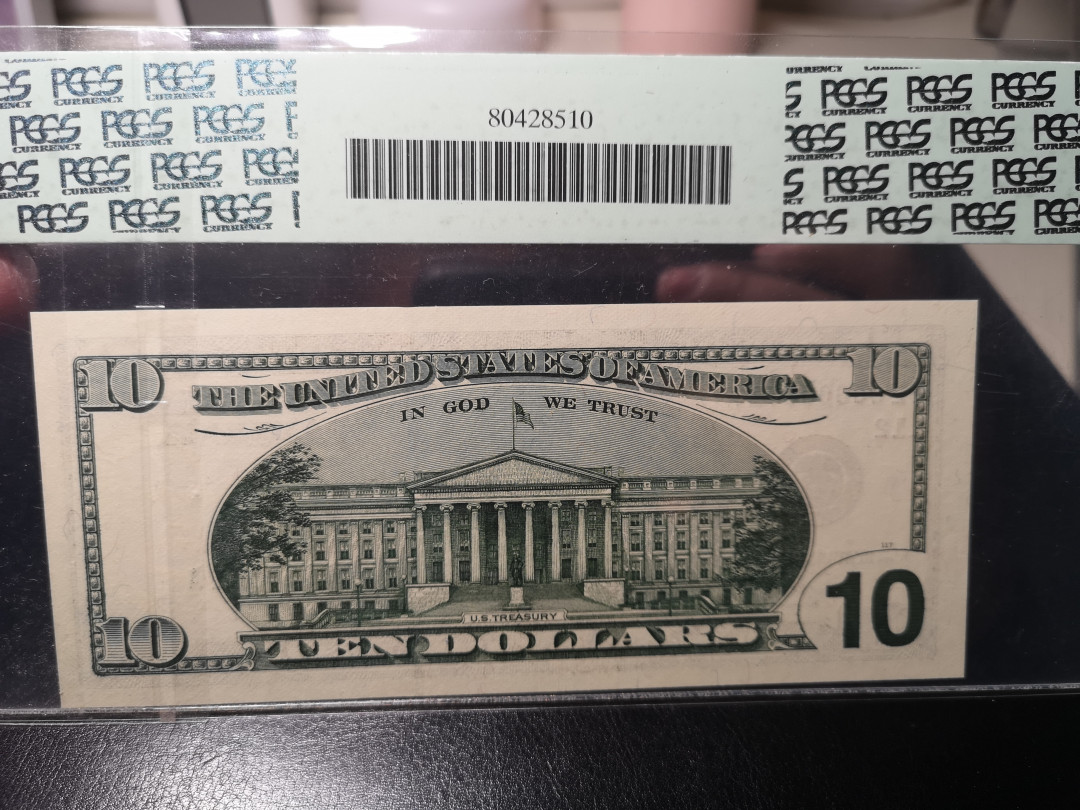 80428510
PCGS CURRENCY
10
10
THE UNITED STATES OF AMERICA
IN GOD WE TRUST
U.S. TREASURY
10
TEN DOLLARS
10